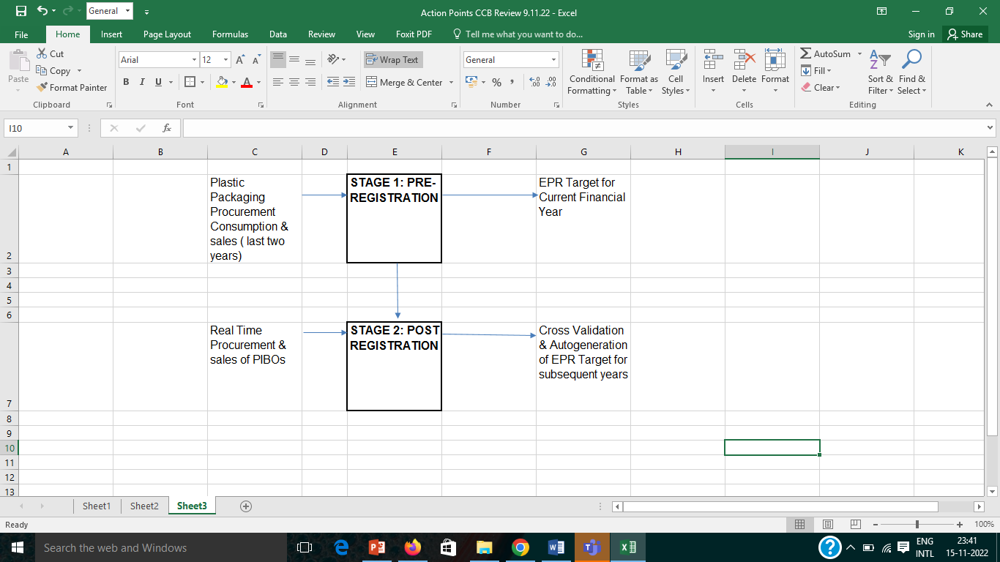 General
Action Points CCB Review 9.11.22 - Excel
File Home Insert Page Layout Formulas Data Review View Foxit PDF Tell me what you want to do... Sign in Share
Paste
Cut
Copy
Format Painter
Clipboard
Arial 12
B I U
Font
Wrap Text
Merge & Center
Alignment
General
%
Number
Conditional Formatting
Format as Table
Cell Styles
Styles
Insert Delete Format
Cells
AutoSum
Fill
Clear
Sort & Filter
Find & Select
Editing
I10
fx
A B C D E F G H I J K
1
2
3
4
5
6
7
8
9
10
11
12
13
Plastic
Packaging
Procurement
Consumption &
sales ( last two
years)
STAGE 1: PRE-
REGISTRATION
EPR Target for
Current Financial
Year
Real Time
Procurement &
sales of PIBOs
STAGE 2: POST
REGISTRATION
Cross Validation
& Autogeneration
of EPR Target for
subsequent years
Sheet1 Sheet2 Sheet3
Ready
100%
Search the web and Windows
ENG
INTL
23:41
15-11-2022